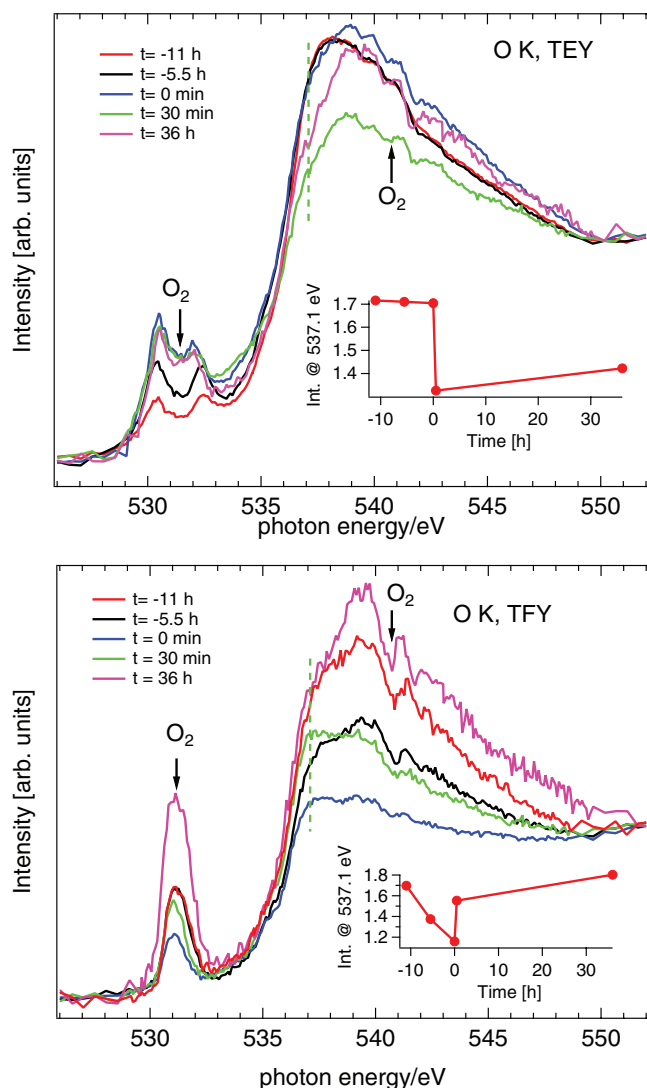 O K, TEY
t= -11 h
t= -5.5 h
t= 0 min
t= 30 min
t= 36 h
O₂
O₂
Intensity [arb. units]
Int. @ 537.1 eV
1.7
1.6
1.5
1.4
-10 0 10 20 30
Time [h]
530 535 540 545 550
photon energy/eV
O K, TFY
t= -11 h
t= -5.5 h
t = 0 min
t = 30 min
t = 36 h
O₂
O₂
Intensity [arb. units]
Int. @ 537.1 eV
1.8
1.6
1.4
1.2
-10 0 10 20 30
Time [h]
530 535 540 545 550
photon energy/eV